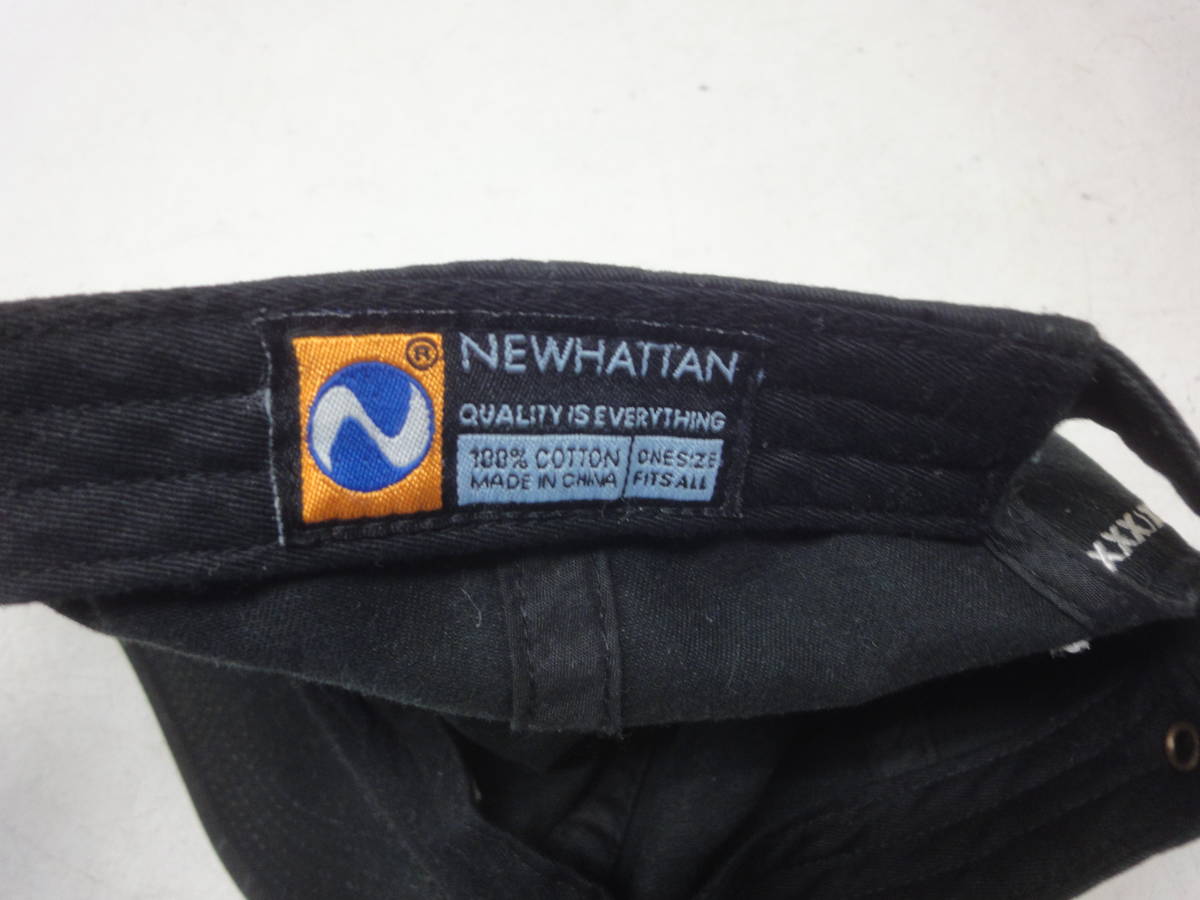 ®
NEWHATTAN
QUALITY IS EVERYTHING
100% COTTON
MADE IN CHINA
ONE SIZE
FITS ALL